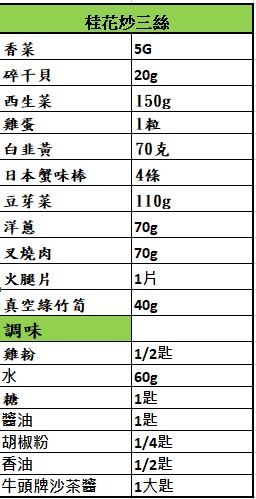 桂花炒三絲
香菜 5G
碎干貝 20g
西生菜 150g
雞蛋 1粒
白韭黃 70克
日本蟹味棒 4條
豆芽菜 110g
洋蔥 70g
叉燒肉 70g
火腿片 1片
真空綠竹筍 40g
調味
雞粉 1/2匙
水 60g
糖 1匙
醬油 1匙
胡椒粉 1/4匙
香油 1/2匙
牛頭牌沙茶醬 1大匙